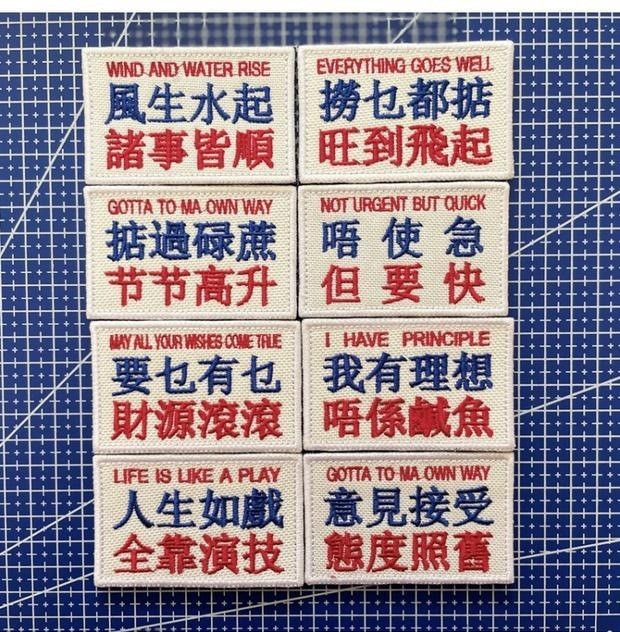 WIND AND WATER RISE
風生水起
諸事皆順
EVERYTHING GOES WELL
撈乜都掂
旺到飛起
GOTTA TO MA OWN WAY
掂過碌蔗
节节高升
NOT URGENT BUT QUICK
唔使急
但要快
MAY ALL YOUR WISHES COME TRUE
要乜有乜
財源滾滾
I HAVE PRINCIPLE
我有理想
唔係鹹魚
LIFE IS LIKE A PLAY
人生如戲
全靠演技
GOTTA TO MA OWN WAY
意見接受
態度照舊